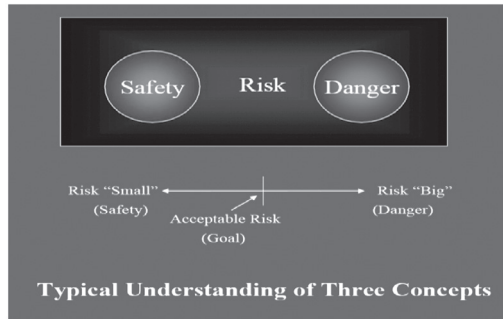 Safety Risk Danger
Risk “Small” Risk “Big”
(Safety) (Danger)
Acceptable Risk
(Goal)
Typical Understanding of Three Concepts